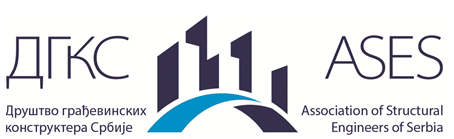 ДГКС
Друштво грађевинских
конструктера Србије
ASES
Association of Structural
Engineers of Serbia